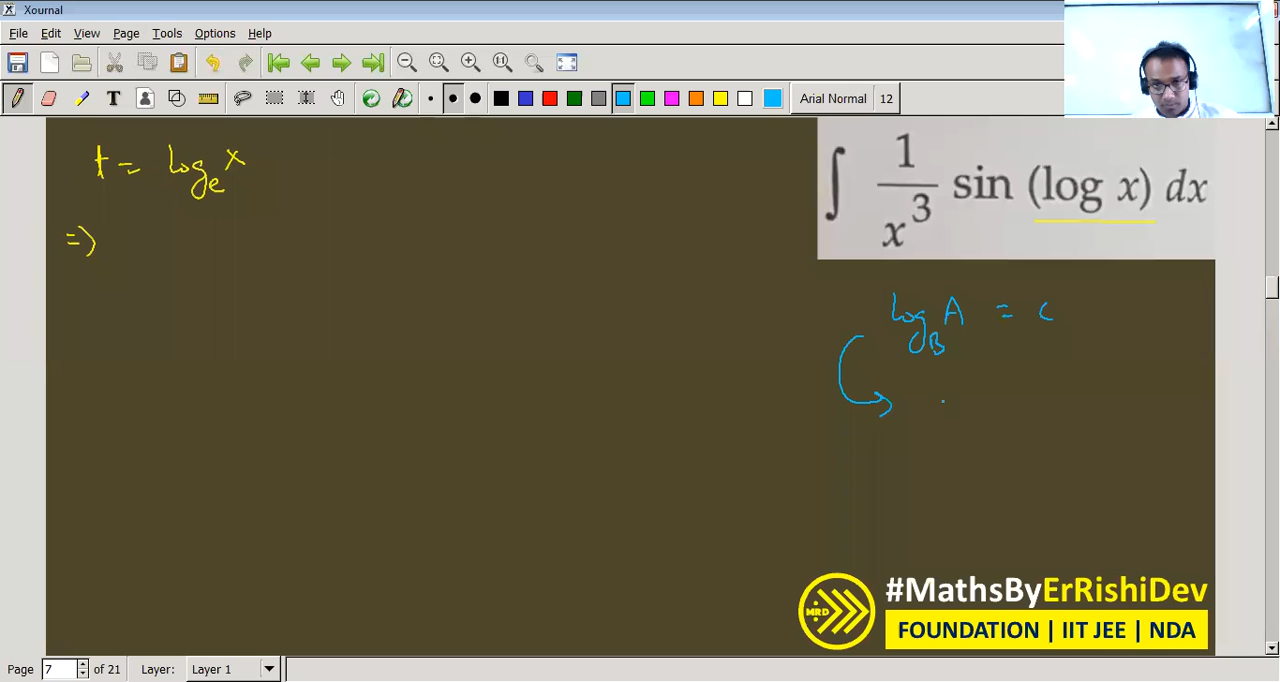 Xournal
File Edit View Page Tools Options Help
Arial Normal 12
t = log_e x
=>
∫ 1/x³ sin (log x) dx
log_B A = C
MRD
#MathsByErRishiDev
FOUNDATION | IIT JEE | NDA
Page 7 of 21 Layer: Layer 1